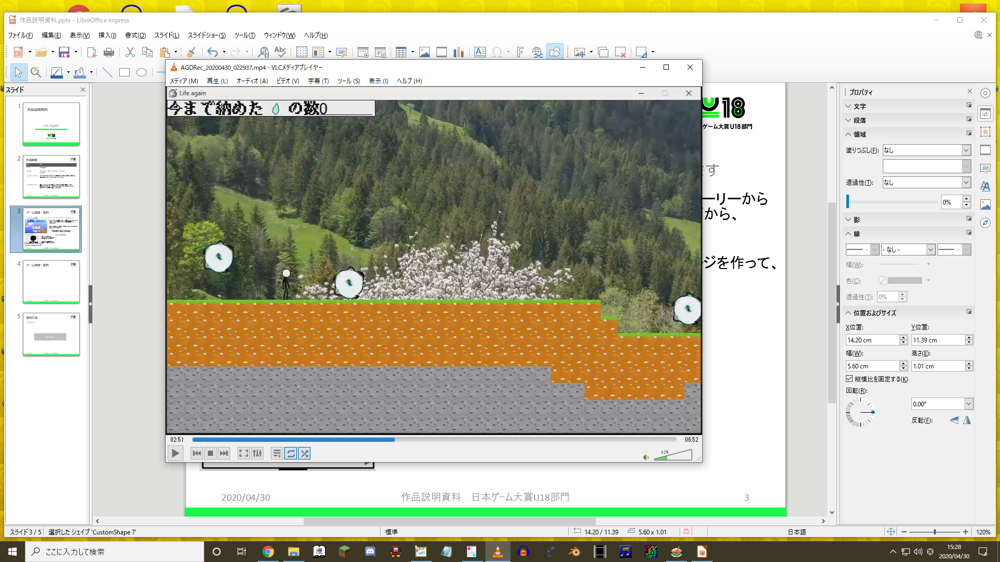 作品説明資料.pptx - LibreOffice Impress
ファイル(F) 編集(E) 表示(V) 挿入(I) 書式(O) スライド(L) スライドショー(S) ツール(T) ウィンドウ(W) ヘルプ(H)
スライド
1
作品説明資料
Life Again
U18
2
作品概要
3
ゲーム画面・資料
LIFE AGAIN
4
ゲーム画面・資料
5
操作方法
AGDRec_20200430_022937.mp4 - VLCメディアプレイヤー
メディア (M) 再生 (L) オーディオ (A) ビデオ (V) 字幕 (T) ツール (S) 表示 (I) ヘルプ (H)
Life again
今まで納めた の数0
02:51
06:52
42%
U18
ゲーム大賞U18部門
ます
ーリーから
から、
ジを作って、
2020/04/30
作品説明資料 日本ゲーム大賞U18部門
3
プロパティ
文字
段落
領域
塗りつぶし(F): なし
透過性(T): なし
0%
影
線
- なし -
幅(W):
色(C):
透過性(T): 0%
位置およびサイズ
X位置: Y位置:
14.20 cm 11.39 cm
幅(W): 高さ(E):
5.60 cm 1.01 cm
縦横比を固定する(K)
回転(R):
0.00°
反転(F):
スライド 3 / 5 選択した シェイプ 'CustomShape 7' 標準 14.20 / 11.39 5.60 x 1.01 日本語 120%
ここに入力して検索
漫
15:28
2020/04/30